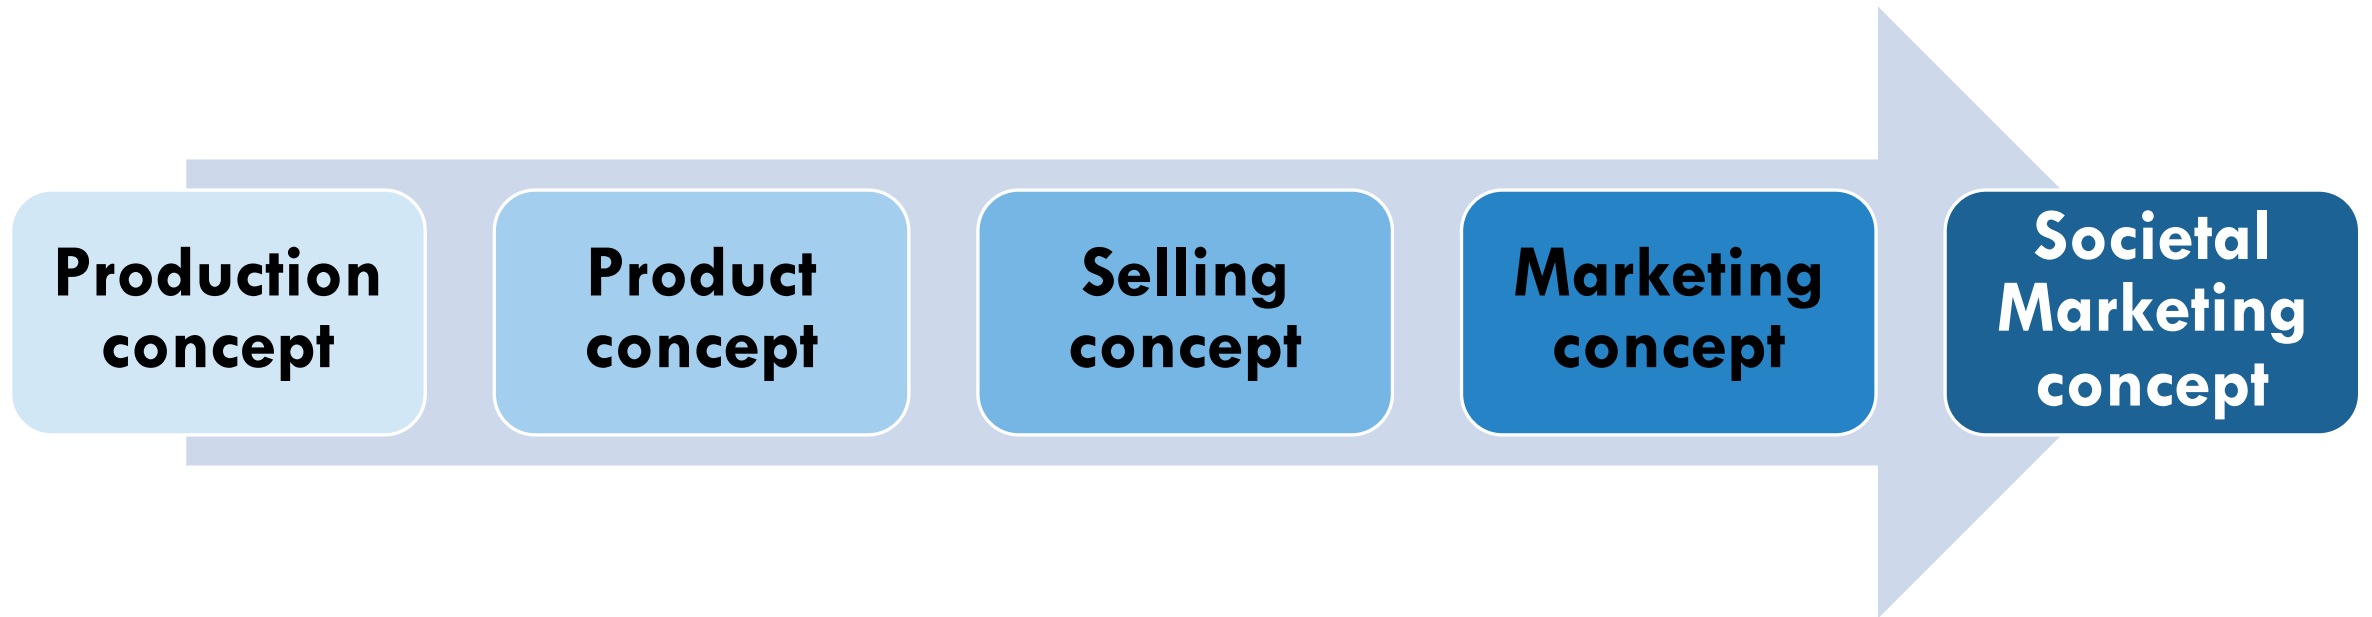 Production
concept
Product
concept
Selling
concept
Marketing
concept
Societal
Marketing
concept